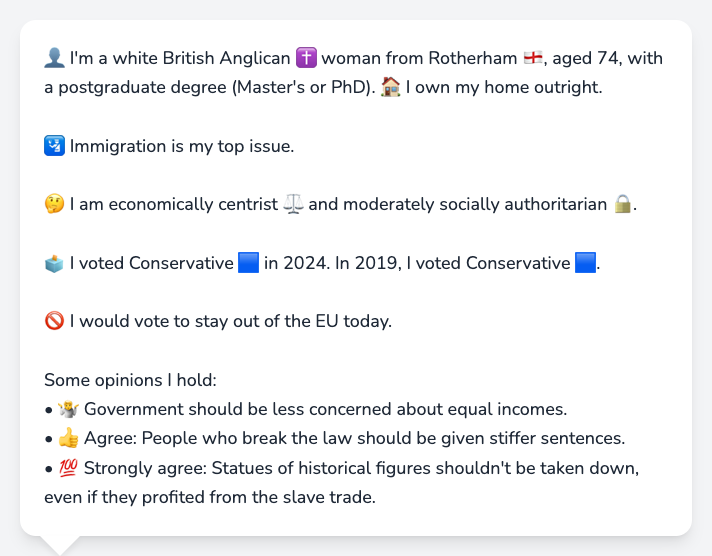 👤 I'm a white British Anglican ✝️ woman from Rotherham 🏴󠁧󠁢󠁥󠁮󠁧󠁿, aged 74, with
a postgraduate degree (Master's or PhD). 🏠 I own my home outright.
🛂 Immigration is my top issue.
🤔 I am economically centrist ⚖️ and moderately socially authoritarian 🔒.
🗳️ I voted Conservative 🟦 in 2024. In 2019, I voted Conservative 🟦.
🚫 I would vote to stay out of the EU today.
Some opinions I hold:
• 🤷 Government should be less concerned about equal incomes.
• 👍 Agree: People who break the law should be given stiffer sentences.
• 💯 Strongly agree: Statues of historical figures shouldn't be taken down,
even if they profited from the slave trade.